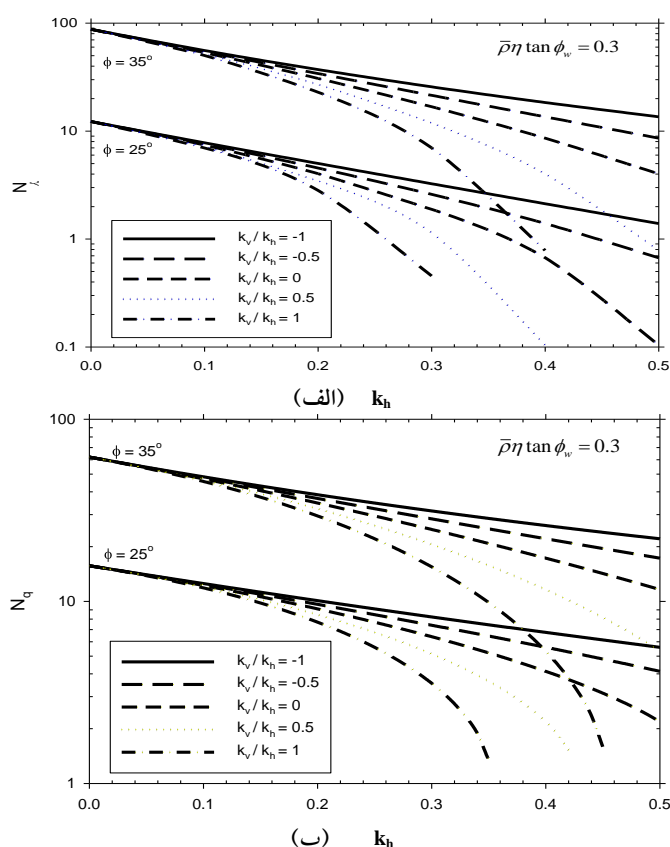 100
ρ̄η tan ϕw = 0.3
ϕ = 35°
10
ϕ = 25°
Nγ
1
kv / kh = -1
kv / kh = -0.5
kv / kh = 0
kv / kh = 0.5
kv / kh = 1
0.1
0.0 0.1 0.2 0.3 0.4 0.5
(الف) kh
100
ρ̄η tan ϕw = 0.3
ϕ = 35°
ϕ = 25°
10
Nq
kv / kh = -1
kv / kh = -0.5
kv / kh = 0
kv / kh = 0.5
kv / kh = 1
1
0.0 0.1 0.2 0.3 0.4 0.5
(ب) kh